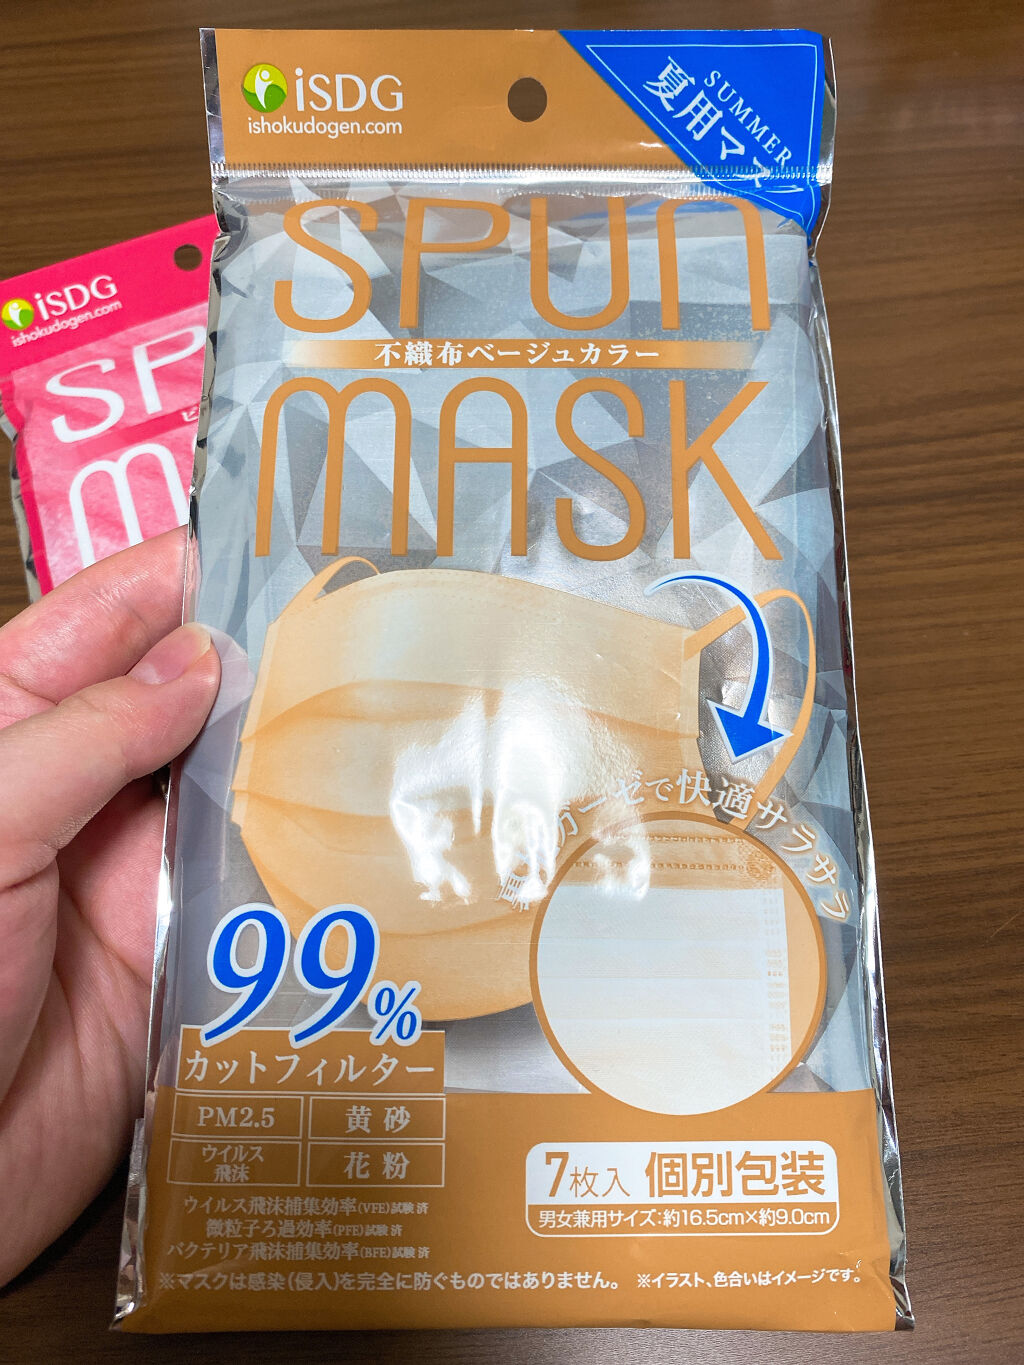 iSDG
ishokudogen.com
SUMMER
夏用マスク
SPUN
不織布ベージュカラー
MASK
ガーゼで快適サラサラ
99%
カットフィルター
PM2.5
黄砂
ウイルス
飛沫
花粉
ウイルス飛沫捕集効率(VFE)試験済
微粒子ろ過効率(PFE)試験済
バクテリア飛沫捕集効率(BFE)試験済
7枚入 個別包装
男女兼用サイズ:約16.5cm×約9.0cm
※マスクは感染(侵入)を完全に防ぐものではありません。 ※イラスト、色合いはイメージです。
iSDG
ishokudogen.com
SP
M